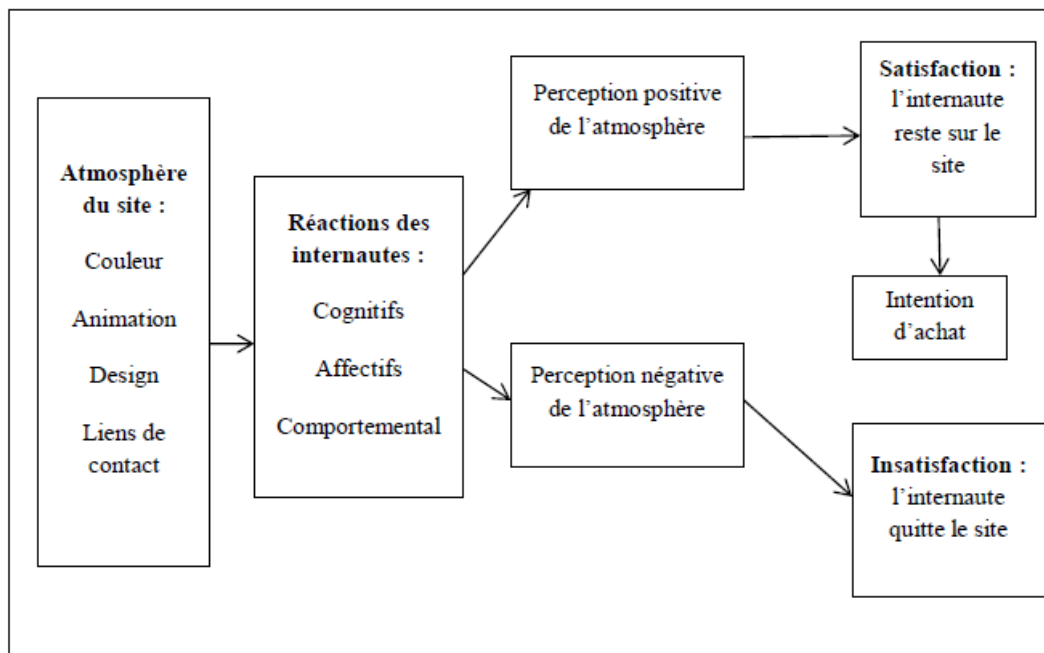 Atmosphère
du site :
Couleur
Animation
Design
Liens de
contact
Réactions des
internautes :
Cognitifs
Affectifs
Comportemental
Perception positive
de l’atmosphère
Perception négative
de l’atmosphère
Satisfaction :
l’internaute
reste sur le
site
Intention
d’achat
Insatisfaction :
l’internaute
quitte le site